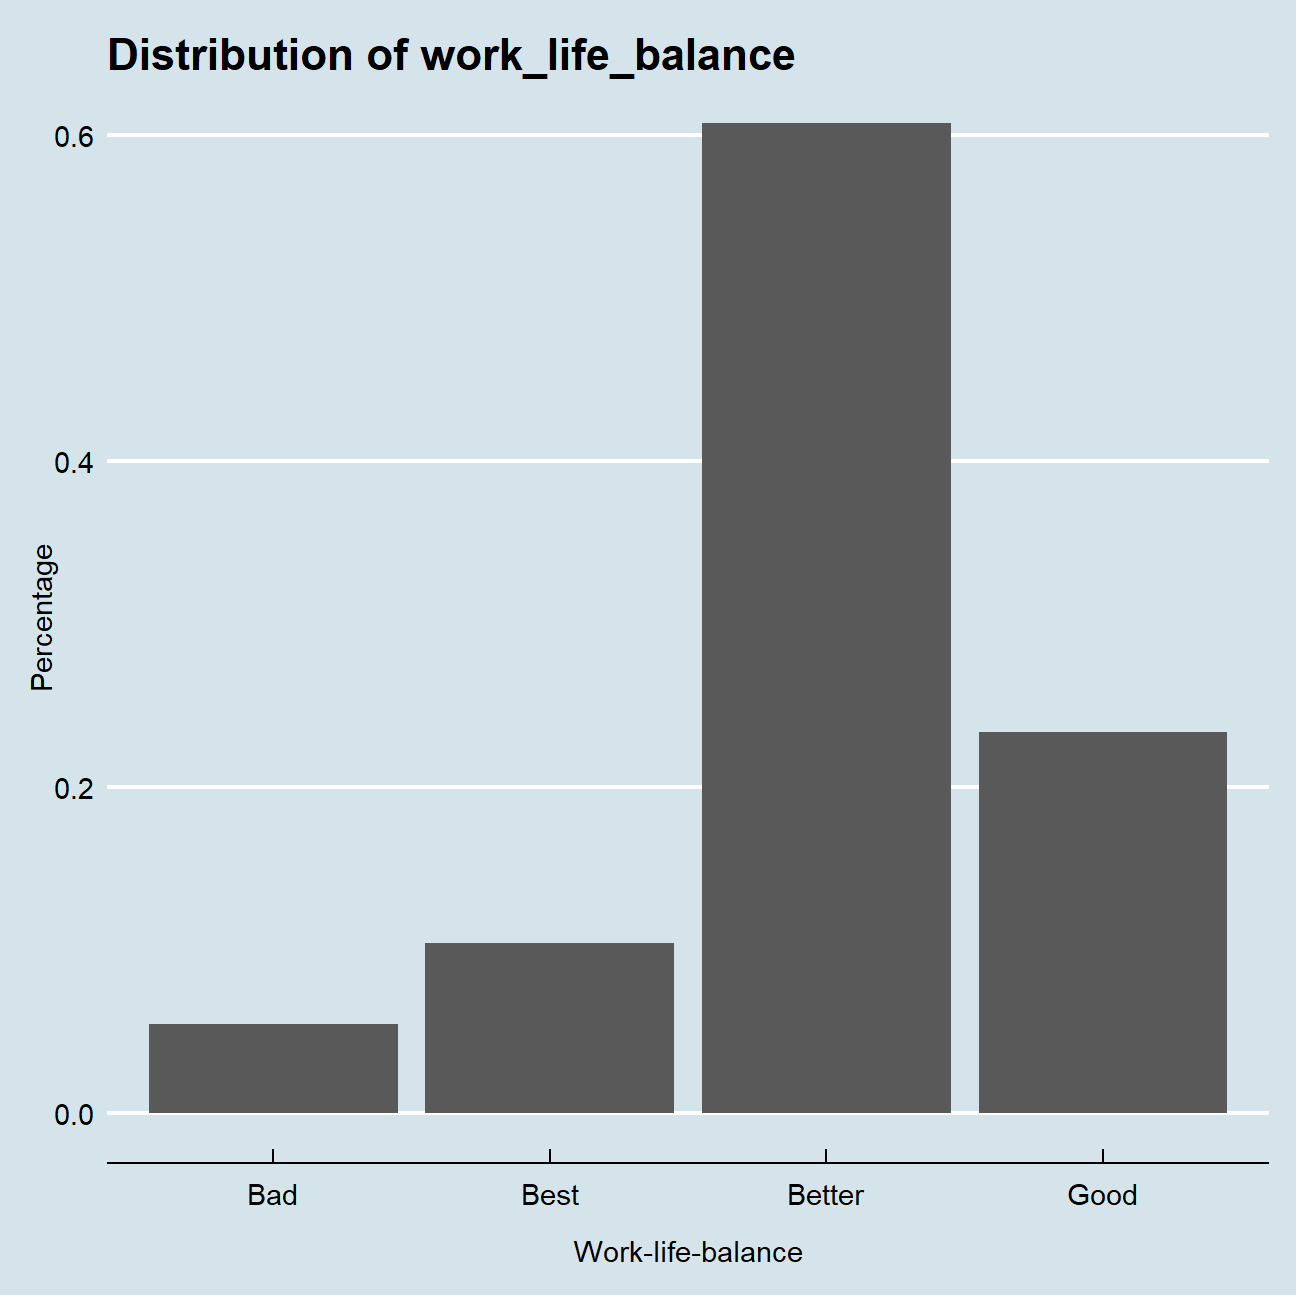 Distribution of work_life_balance
0.6
0.4
0.2
0.0
Percentage
Bad Best Better Good
Work-life-balance